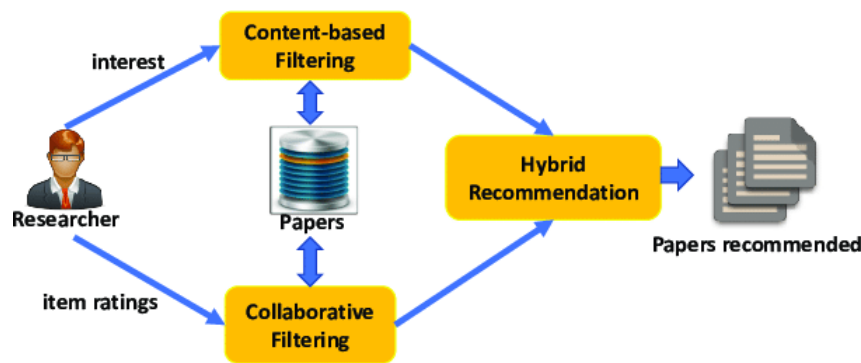 Content-based
Filtering
interest
Researcher
Papers
Hybrid
Recommendation
Papers recommended
item ratings
Collaborative
Filtering